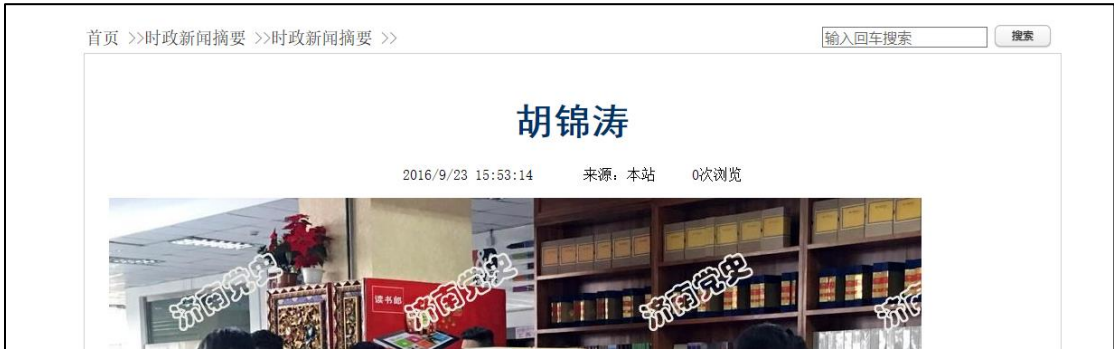 首页 >>时政新闻摘要 >>时政新闻摘要 >>
输入回车搜索 搜索
胡锦涛
2016/9/23 15:53:14 来源：本站 0次浏览
济南党史 济南党史 济南党史 济南
读书郎